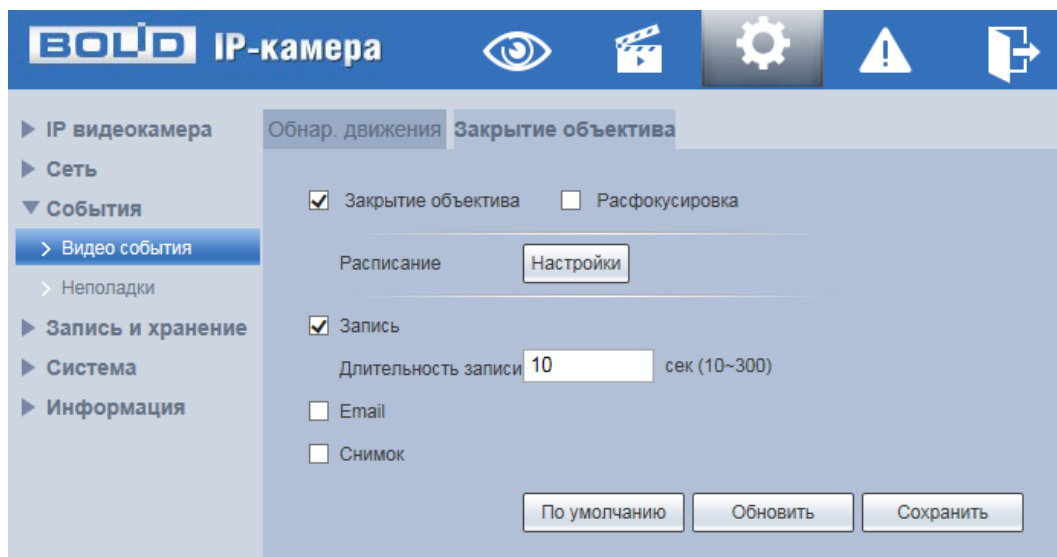 BOLID IP-камера
IP видеокамера
Сеть
События
Видео события
Неполадки
Запись и хранение
Система
Информация
Обнар. движения Закрытие объектива
Закрытие объектива Расфокусировка
Расписание Настройки
Запись
Длительность записи 10 сек (10~300)
Email
Снимок
По умолчанию Обновить Сохранить